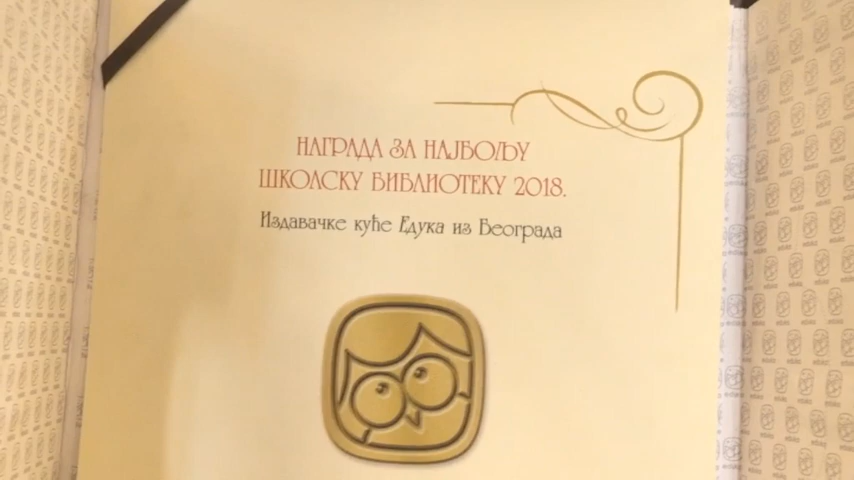 НАГРАДА ЗА НАЈБОЉУ
ШКОЛСКУ БИБЛИОТЕКУ 2018.
Издавачке куће Едука из Београда